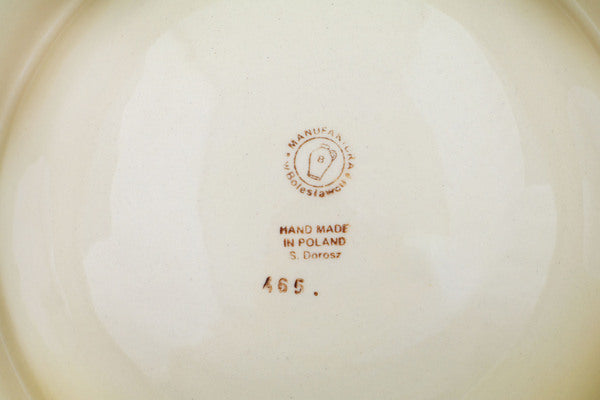 MANUFAKTURA
w Bolesławcu
B
HAND MADE
IN POLAND
S. Dorosz
465.